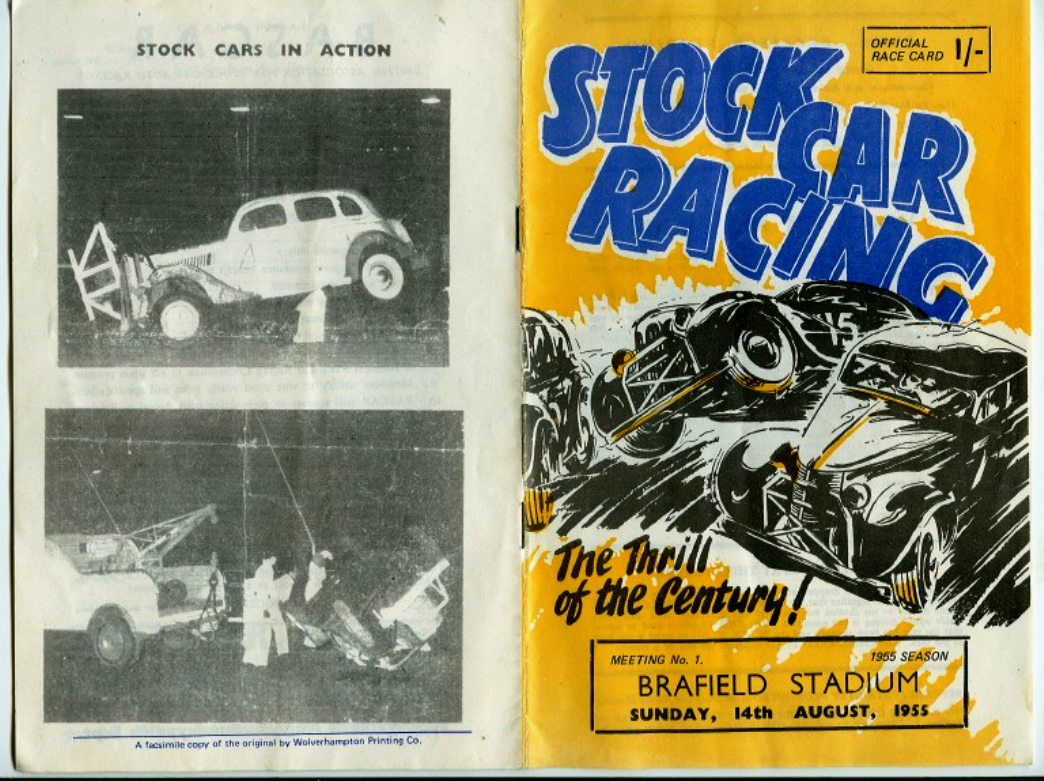 STOCK CARS IN ACTION
A facsimile copy of the original by Wolverhampton Printing Co.
OFFICIAL
RACE CARD 1/-
STOCK
CAR
RACING
15
The Thrill
of the Century!
MEETING No. 1. 1955 SEASON
BRAFIELD STADIUM
SUNDAY, 14th AUGUST, 1955